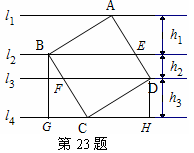 l₁ A
h₁
l₂ B E
h₂
l₃ F D
h₃
l₄ G C H
第 23 题